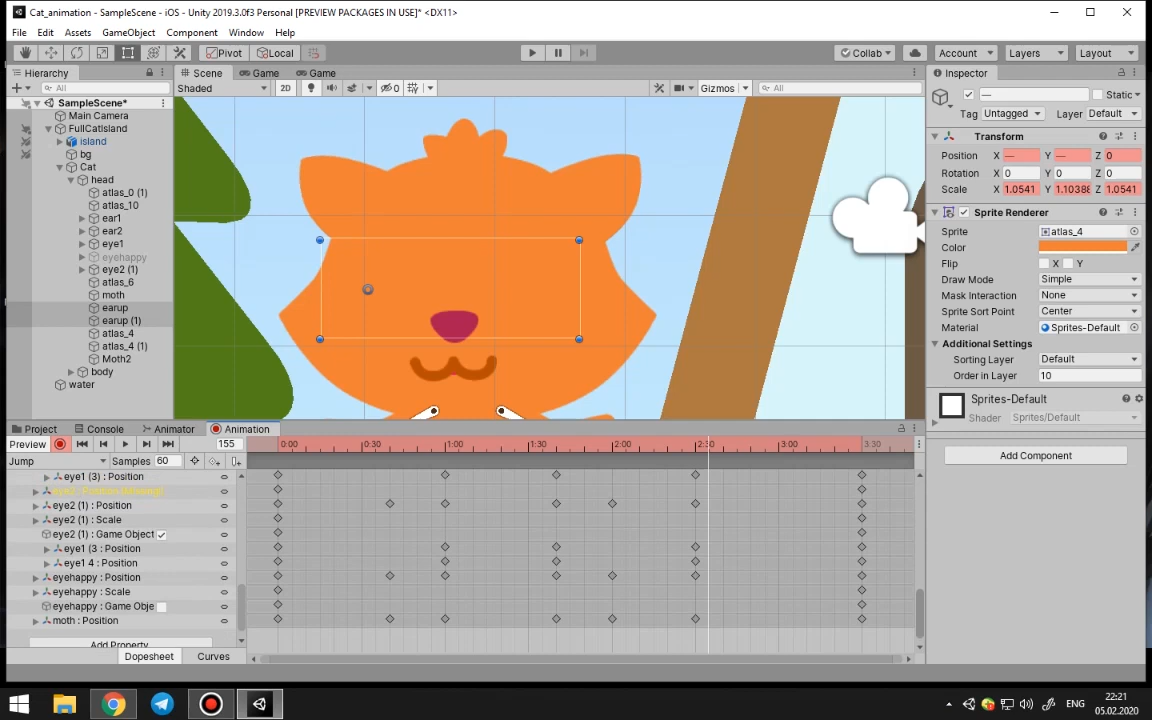 Cat_animation - SampleScene - iOS - Unity 2019.3.0f3 Personal [PREVIEW PACKAGES IN USE]* <DX11>
File Edit Assets GameObject Component Window Help
Pivot Local Collab Account Layers Layout
Hierarchy Scene Game Game Inspector
All Shaded 2D 0 Gizmos All
— Static
Tag Untagged Layer Default
SampleScene*
Main Camera
FullCatIsland
island
bg
Cat
head
atlas_0 (1)
atlas_10
ear1
ear2
eye1
eyehappy
eye2 (1)
atlas_6
moth
earup
earup (1)
atlas_4
atlas_4 (1)
Moth2
body
water
Transform
Position X — Y — Z 0
Rotation X 0 Y 0 Z 0
Scale X 1.0541 Y 1.10388 Z 1.0541
Sprite Renderer
Sprite atlas_4
Color
Flip X Y
Draw Mode Simple
Mask Interaction None
Sprite Sort Point Center
Material Sprites-Default
Additional Settings
Sorting Layer Default
Order in Layer 10
Sprites-Default
Shader Sprites/Default
Add Component
Project Console Animator Animation
Preview 155 0:00 0:30 1:00 1:30 2:00 2:30 3:00 3:30
Jump Samples 60
eye1 (3) : Position
eye2 (1) : Position
eye2 (1) : Scale
eye2 (1) : Game Object
eye1 (3 : Position
eye1 4 : Position
eyehappy : Position
eyehappy : Scale
eyehappy : Game Obje
moth : Position
Add Property
Dopesheet Curves
ENG
22:21
05.02.2020